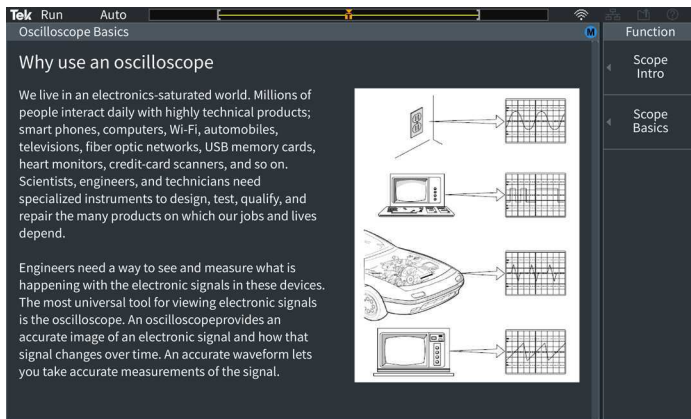 Tek Run Auto
Oscilloscope Basics
M
Function
Why use an oscilloscope
Scope
Intro
Scope
Basics
We live in an electronics-saturated world. Millions of
people interact daily with highly technical products;
smart phones, computers, Wi-Fi, automobiles,
televisions, fiber optic networks, USB memory cards,
heart monitors, credit-card scanners, and so on.
Scientists, engineers, and technicians need
specialized instruments to design, test, qualify, and
repair the many products on which our jobs and lives
depend.
Engineers need a way to see and measure what is
happening with the electronic signals in these devices.
The most universal tool for viewing electronic signals
is the oscilloscope. An oscilloscopeprovides an
accurate image of an electronic signal and how that
signal changes over time. An accurate waveform lets
you take accurate measurements of the signal.